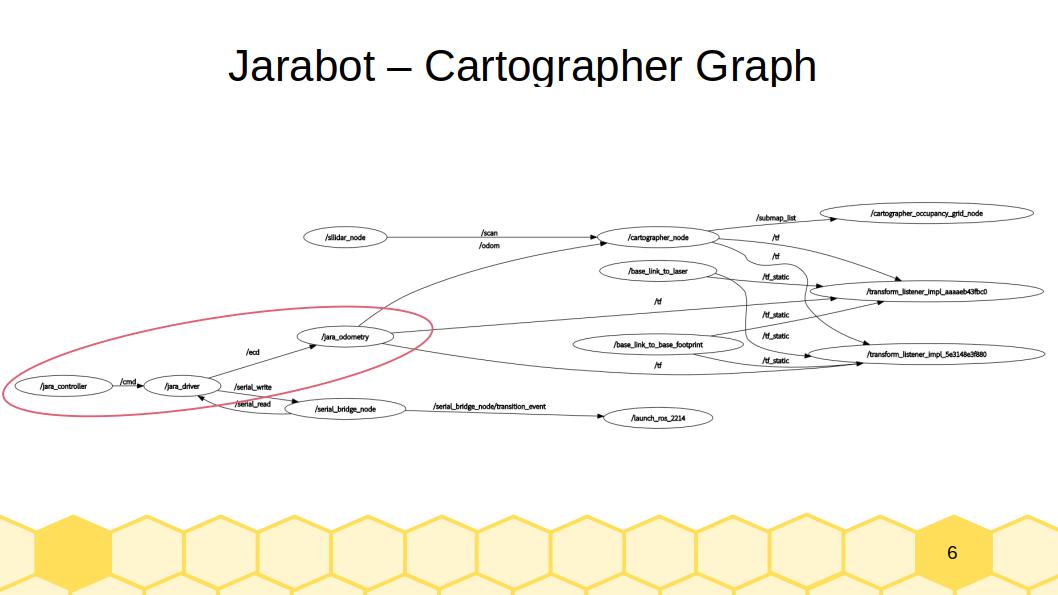 Jarabot – Cartographer Graph
/submap_list
/cartographer_occupancy_grid_node
/sllidar_node
/scan
/odom
/cartographer_node
/tf
/tf
/base_link_to_laser
/tf_static
/transform_listener_impl_aaaaeb43fbc0
/tf
/tf_static
/jara_odometry
/tf_static
/base_link_to_base_footprint
/ecd
/transform_listener_impl_5e3148e3f880
/tf_static
/tf
/jara_controller
/cmd
/jara_driver
/serial_write
/serial_read
/serial_bridge_node
/serial_bridge_node/transition_event
/launch_ros_2214
6